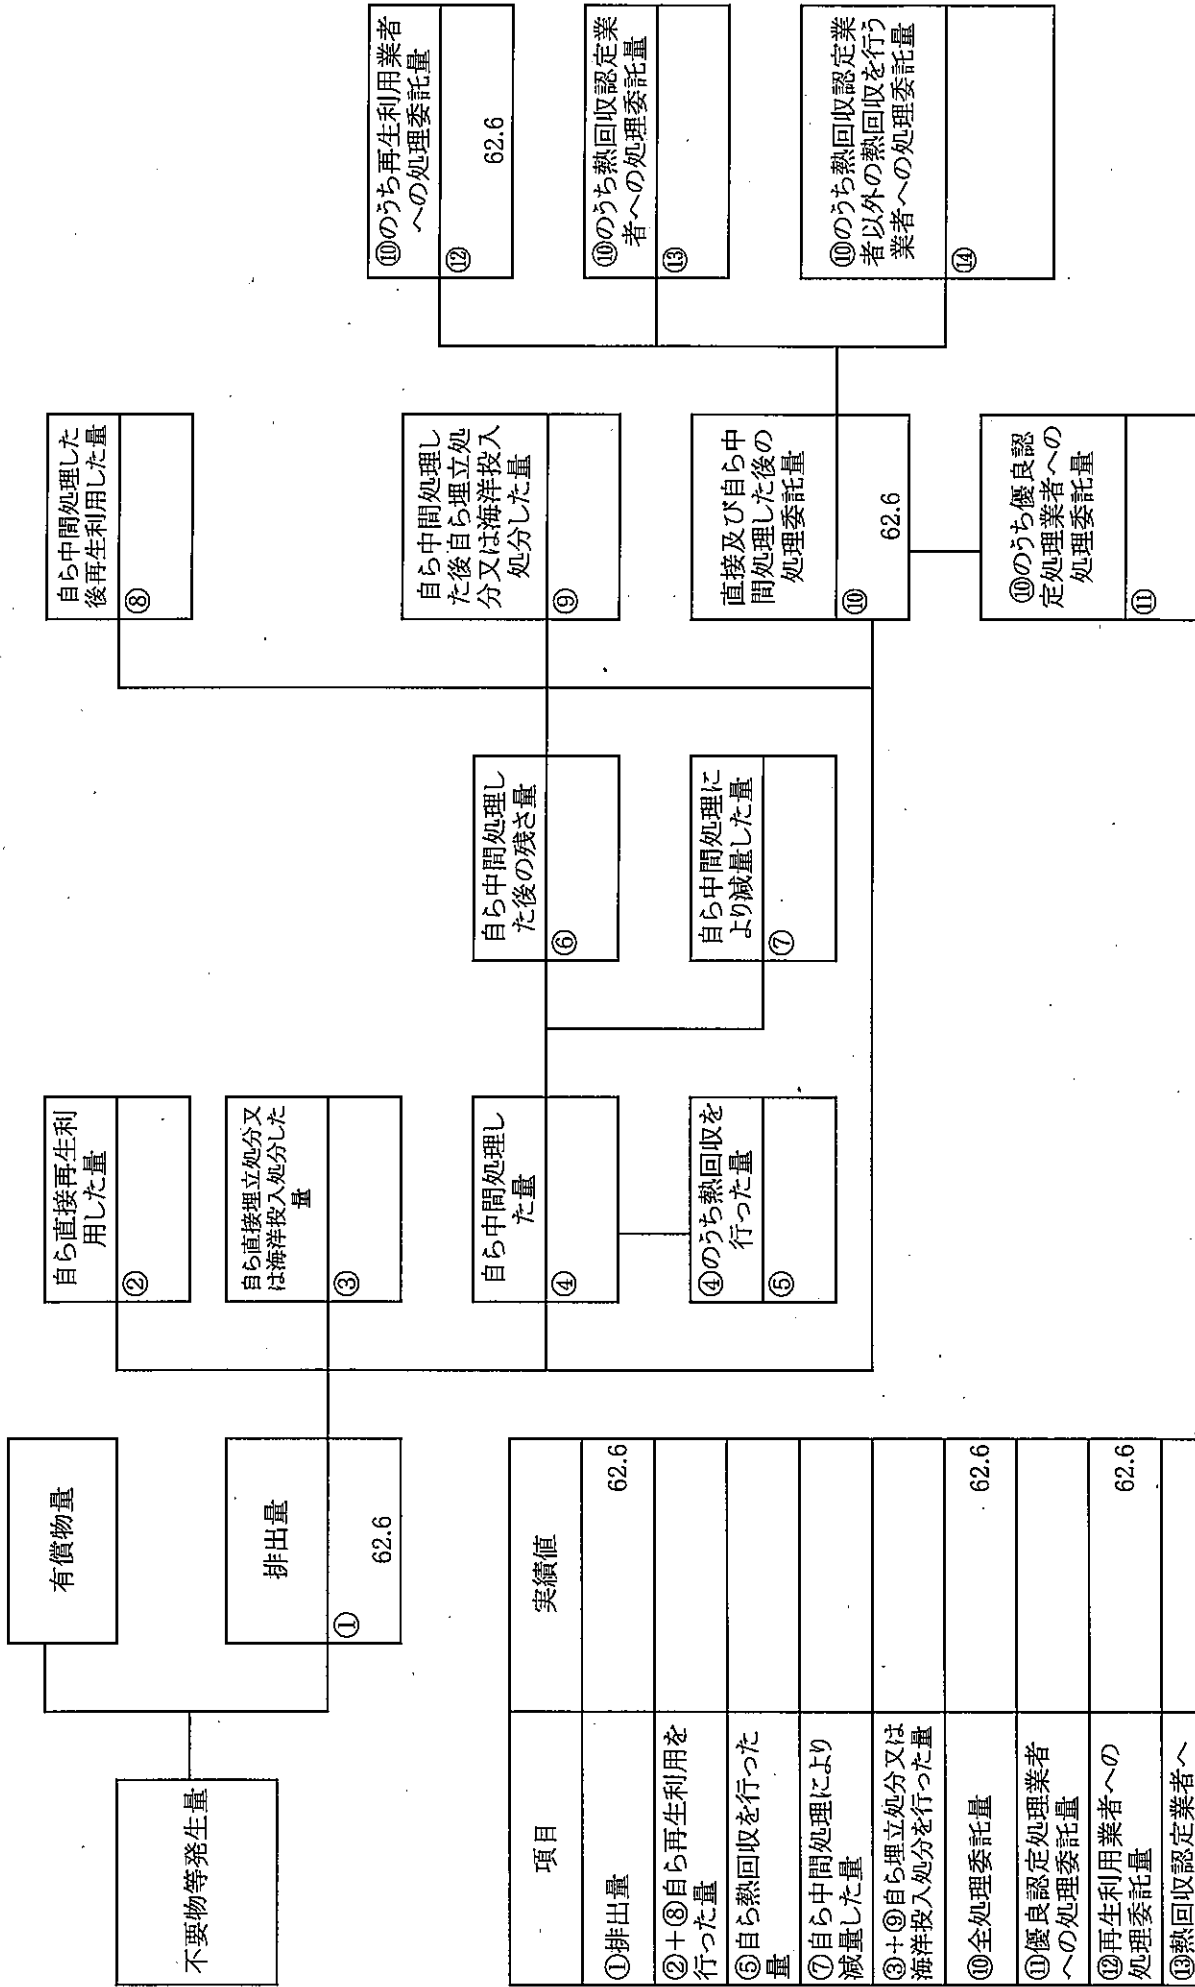 不要物等発生量
有償物量
排出量
①
62.6
自ら直接再生利
用した量
②
自ら直接埋立処分又
は海洋投入処分した
量
③
自ら中間処理し
た量
④
④のうち熱回収を
行った量
⑤
自ら中間処理し
た後の残さ量
⑥
自ら中間処理に
より減量した量
⑦
自ら中間処理した
後再生利用した量
⑧
自ら中間処理し
た後自ら埋立処
分又は海洋投入
処分した量
⑨
直接及び自ら中
間処理した後の
処理委託量
⑩
62.6
⑩のうち優良認
定処理業者への
処理委託量
⑪
⑩のうち再生利用業者
への処理委託量
⑫
62.6
⑩のうち熱回収認定業
者への処理委託量
⑬
⑩のうち熱回収認定業
者以外の熱回収を行う
業者への処理委託量
⑭
項目 実績値
①排出量 62.6
②+⑧自ら再生利用を
行った量
⑤自ら熱回収を行った
量
⑦自ら中間処理により
減量した量
③+⑨自ら埋立処分又は
海洋投入処分を行った量
⑩全処理委託量 62.6
⑪優良認定処理業者
への処理委託量
⑫再生利用業者への
処理委託量 62.6
⑬熱回収認定業者へ